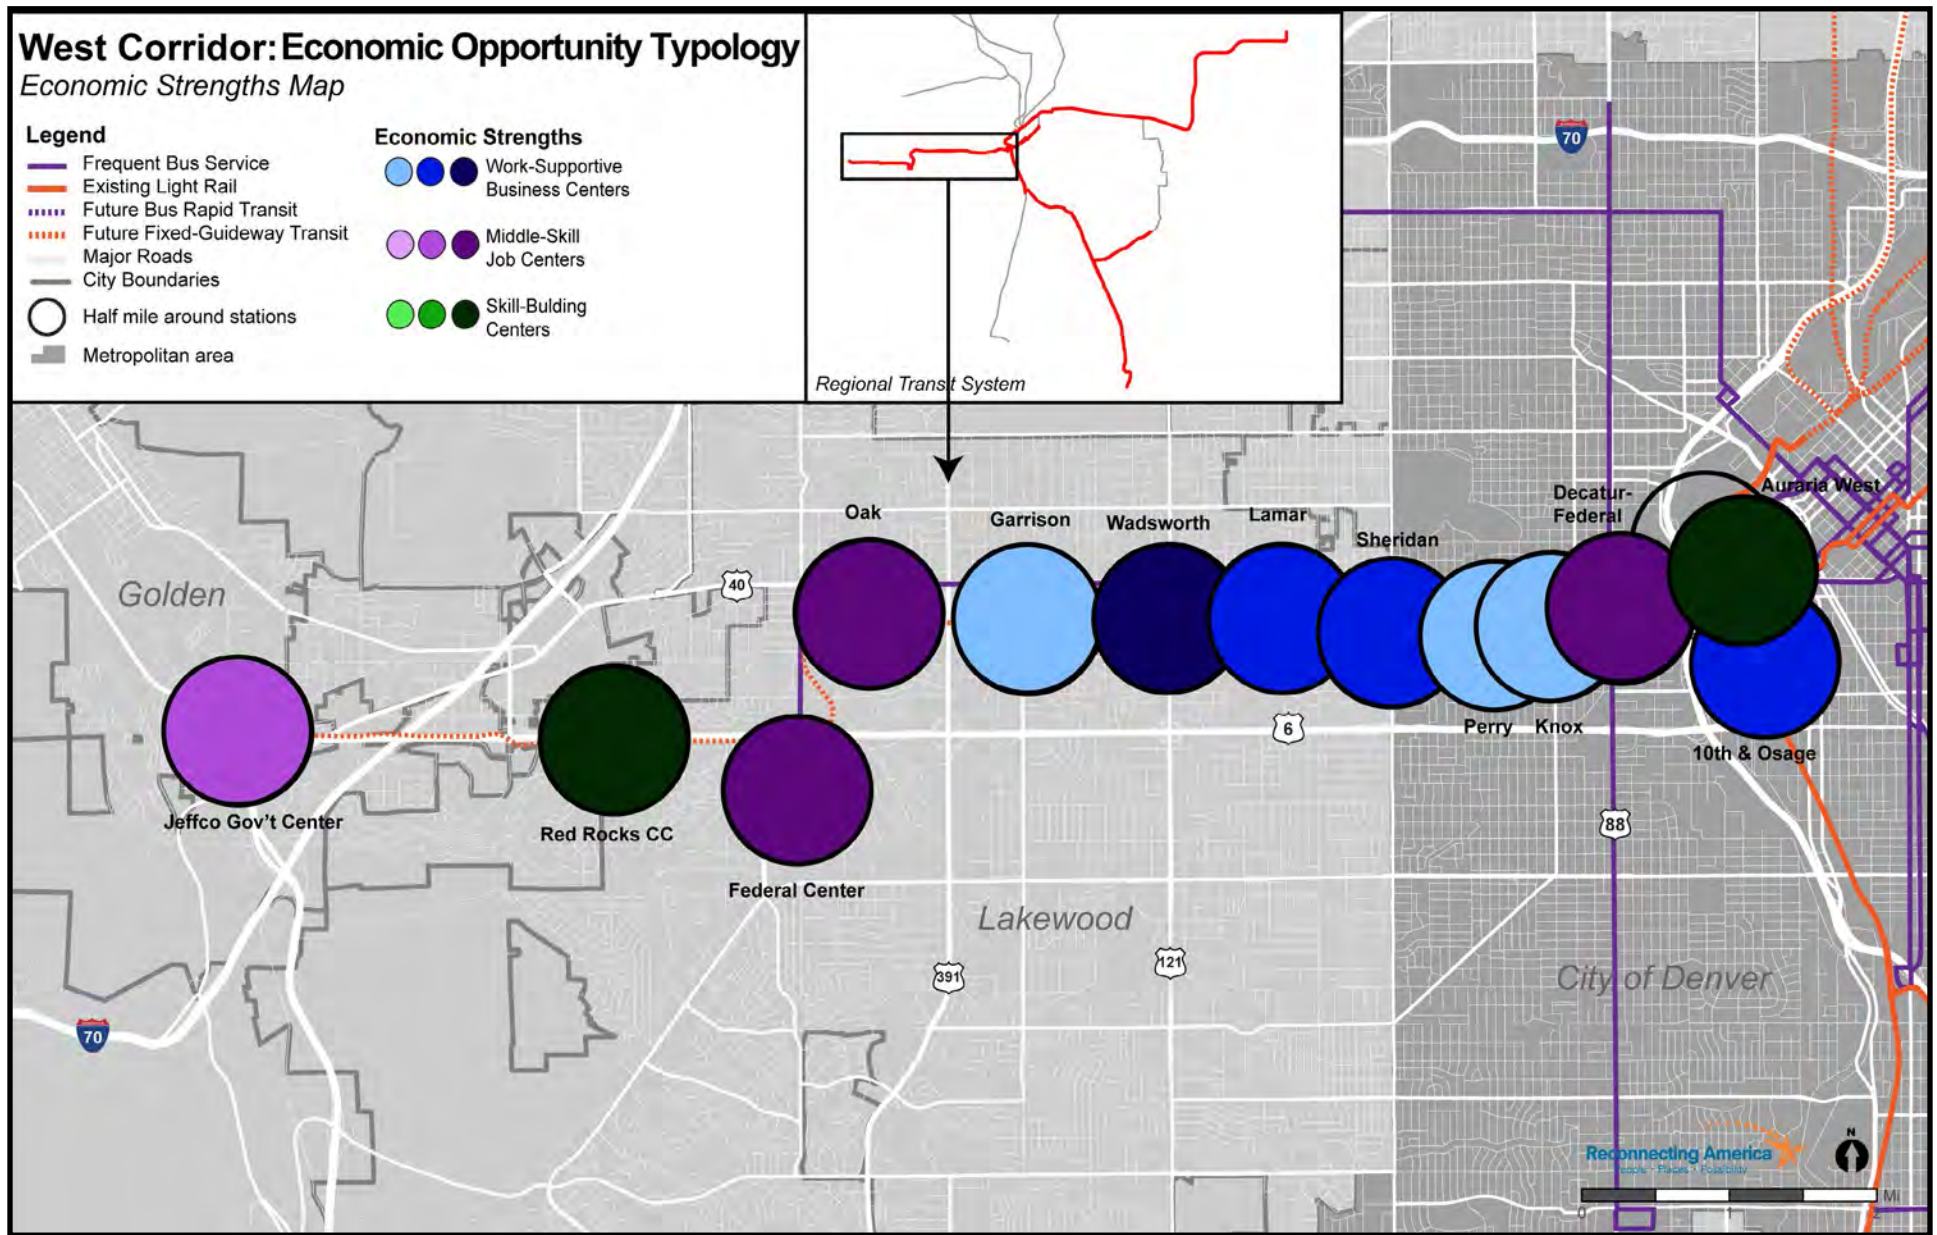 West Corridor: Economic Opportunity Typology
Economic Strengths Map
Legend
Frequent Bus Service
Existing Light Rail
Future Bus Rapid Transit
Future Fixed-Guideway Transit
Major Roads
City Boundaries
Half mile around stations
Metropolitan area
Economic Strengths
Work-Supportive
Business Centers
Middle-Skill
Job Centers
Skill-Bulding
Centers
Regional Transit System
70
Oak
Garrison
Wadsworth
Lamar
Sheridan
Decatur-
Federal
Auraria West
Golden
40
Perry
Knox
6
10th & Osage
Jeffco Gov't Center
Red Rocks CC
88
Federal Center
Lakewood
391
121
City of Denver
70
Reconnecting America
People · Places · Possibility
N
Mi
0
1
2